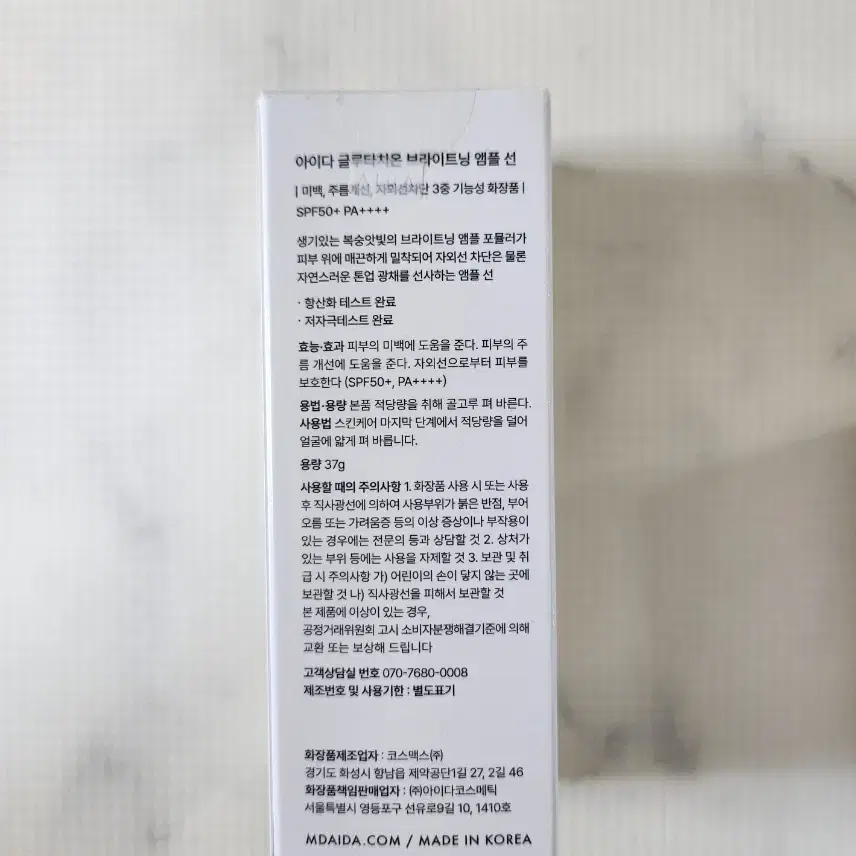 아이다 글루타치온 브라이트닝 앰플 선
| 미백, 주름개선, 자외선차단 3중 기능성 화장품 |
SPF50+ PA++++
생기있는 복숭앗빛의 브라이트닝 앰플 포뮬러가
피부 위에 매끈하게 밀착되어 자외선 차단은 물론
자연스러운 톤업 광채를 선사하는 앰플 선
· 항산화 테스트 완료
· 저자극테스트 완료
효능·효과 피부의 미백에 도움을 준다. 피부의 주
름 개선에 도움을 준다. 자외선으로부터 피부를
보호한다 (SPF50+, PA++++)
용법·용량 본품 적당량을 취해 골고루 펴 바른다.
사용법 스킨케어 마지막 단계에서 적당량을 덜어
얼굴에 얇게 펴 바릅니다.
용량 37g
사용할 때의 주의사항 1. 화장품 사용 시 또는 사용
후 직사광선에 의하여 사용부위가 붉은 반점, 부어
오름 또는 가려움증 등의 이상 증상이나 부작용이
있는 경우에는 전문의 등과 상담할 것 2. 상처가
있는 부위 등에는 사용을 자제할 것 3. 보관 및 취
급 시 주의사항 가) 어린이의 손이 닿지 않는 곳에
보관할 것 나) 직사광선을 피해서 보관할 것
본 제품에 이상이 있는 경우,
공정거래위원회 고시 소비자분쟁해결기준에 의해
교환 또는 보상해 드립니다
고객상담실 번호 070-7680-0008
제조번호 및 사용기한 : 별도표기
화장품제조업자 : 코스맥스㈜
경기도 화성시 향남읍 제약공단1길 27, 2길 46
화장품책임판매업자 : ㈜아이다코스메틱
서울특별시 영등포구 선유로9길 10, 1410호
MDAIDA.COM / MADE IN KOREA